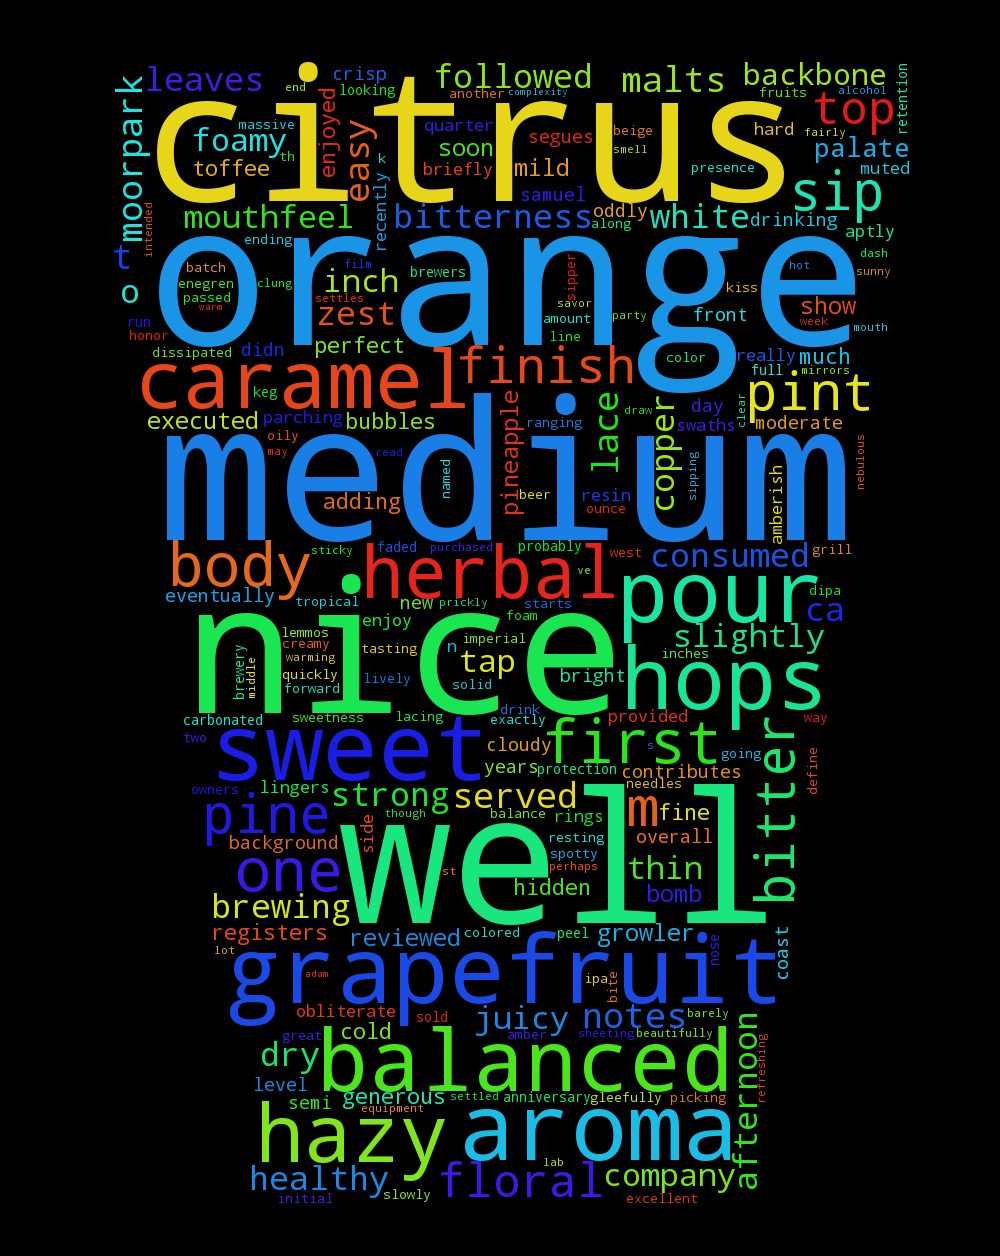 leaves
end
crisp
looking
followed
another
complexity
malts
backbone
fruits
alcohol
retention
moorpark
citrus
top
massive
foamy
th
enjoyed
easy
k
quarter
soon
segues
beige
smell
hard
fairly
palate
toffee
briefly
mild
presence
muted
samuel
sip
intended
mouthfeel
recently
bitterness
oddly
along
white
drinking
aptly
t
ending
orange
dash
batch
film
brewers
sipper
hot
sunny
enegren
clung
inch
kiss
o
passed
settles
savor
show
warm
zest
amount
party
front
week
mouth
run
honor
line
dissipated
didn
perfect
caramel
finish
color
really
much
full
mirrors
keg
pint
executed
parching
bubbles
pineapple
ranging
lace
draw
copper
day
swaths
clear
moderate
medium
oily
may
read
named
sipping
nebulous
adding
beer
resin
ounce
amberish
body
sticky
faded
purchased
probably
west
consumed
grill
herbal
ve
pour
eventually
tropical
new
prickly
starts
dipa
ca
nice
enjoy
foam
lemmos
creamy
imperial
slightly
brewery
middle
warming
tasting
n
tap
inches
quickly
bright
hops
forward
lively
solid
carbonated
sweetness
lacing
drink
exactly
provided
way
two
sweet
first
bitter
cloudy
s
going
define
years
protection
contributes
owners
lingers
strong
served
needles
pine
though
balance
rings
m
fine
well
background
side
resting
overall
one
st
spotty
perhaps
thin
hidden
bomb
brewing
registers
reviewed
colored
peel
growler
coast
lot
grapefruit
nose
adam
ipa
bite
obliterate
sold
juicy
notes
barely
great
cold
amber
sheeting
beautifully
afternoon
refreshing
dry
balanced
level
semi
generous
settled
anniversary
gleefully
picking
equipment
hazy
aroma
healthy
floral
lab
company
initial
slowly
excellent